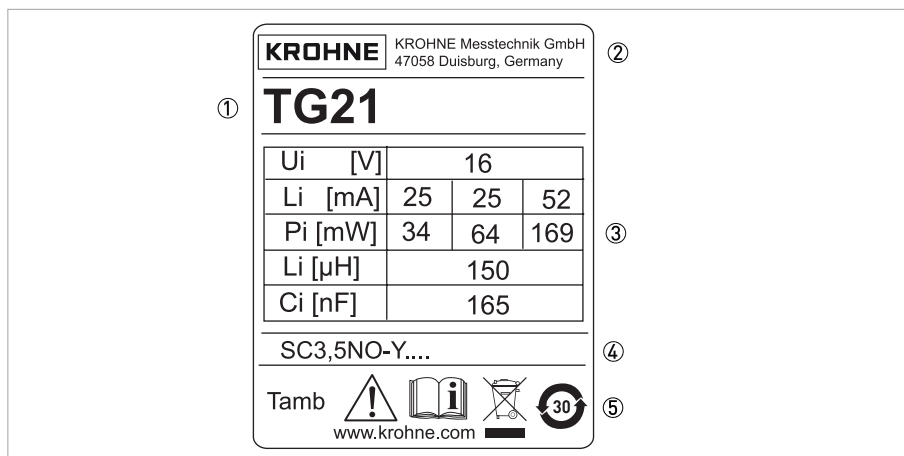 KROHNE
KROHNE Messtechnik GmbH
47058 Duisburg, Germany
②
①
TG21
Ui [V] 16
Li [mA] 25 25 52
Pi [mW] 34 64 169
③
Li [µH] 150
Ci [nF] 165
SC3,5NO-Y....
④
Tamb
i
30
⑤
www.krohne.com